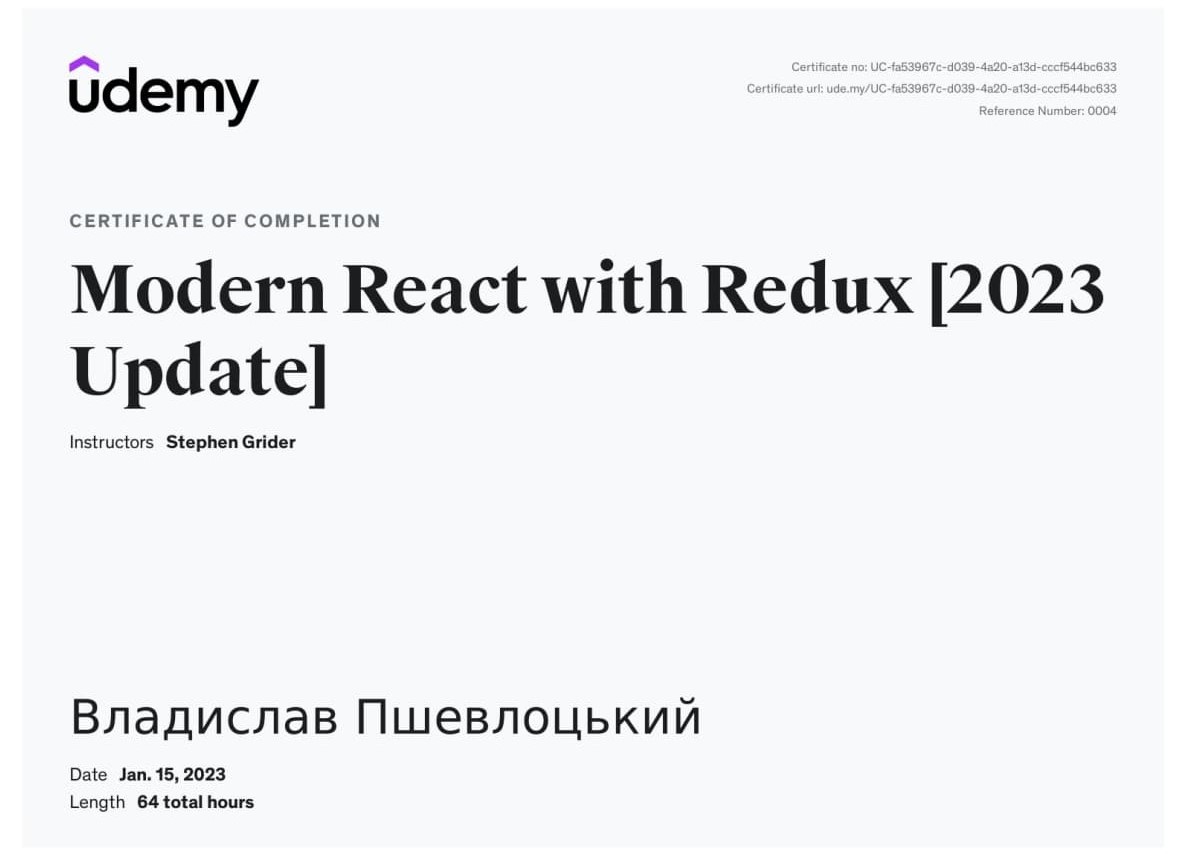 udemy
Certificate no: UC-fa53967c-d039-4a20-a13d-cccf544bc633
Certificate url: ude.my/UC-fa53967c-d039-4a20-a13d-cccf544bc633
Reference Number: 0004
CERTIFICATE OF COMPLETION
Modern React with Redux [2023
Update]
Instructors Stephen Grider
Владислав Пшевлоцький
Date Jan. 15, 2023
Length 64 total hours